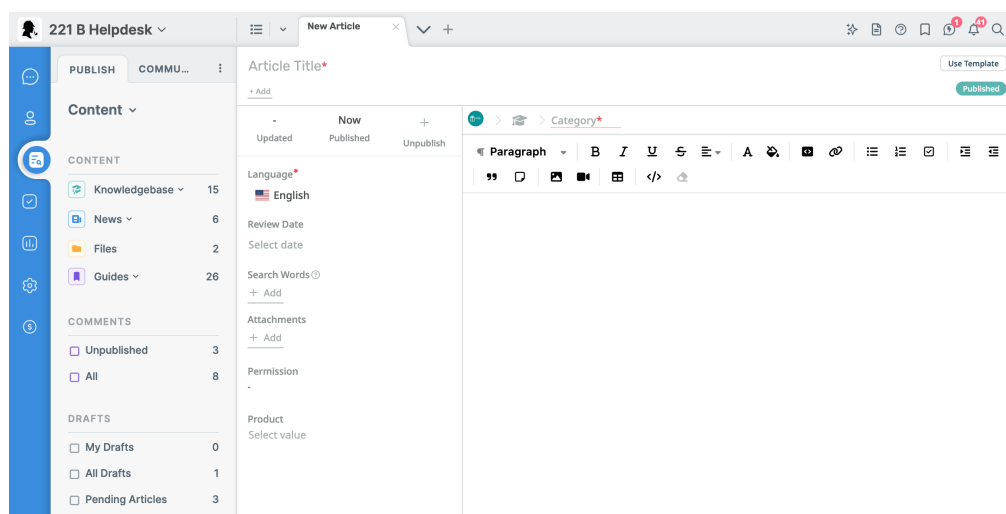 221 B Helpdesk
New Article
1
41
PUBLISH
COMMU...
Article Title*
Use Template
+ Add
Published
Content
-
Updated
Now
Published
+
Unpublish
Category*
Paragraph
B I U S A
CONTENT
Knowledgebase 15
News 6
Files 2
Guides 26
COMMENTS
Unpublished 3
All 8
DRAFTS
My Drafts 0
All Drafts 1
Pending Articles 3
Language*
English
Review Date
Select date
Search Words
+ Add
Attachments
+ Add
Permission
-
Product
Select value